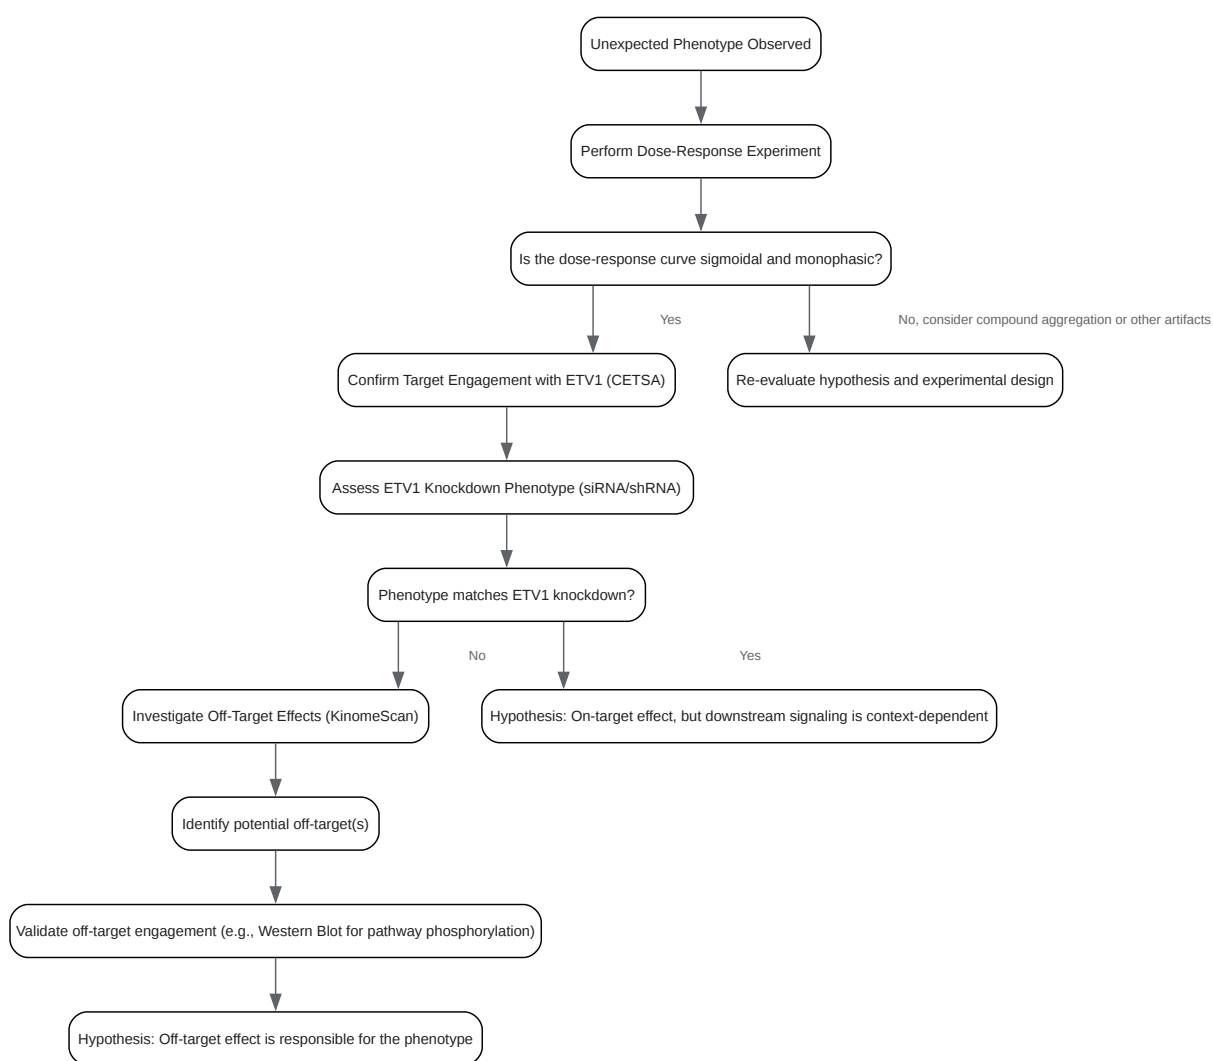 Unexpected Phenotype Observed
Perform Dose-Response Experiment
Is the dose-response curve sigmoidal and monophasic?
Yes
No, consider compound aggregation or other artifacts
Confirm Target Engagement with ETV1 (CETSA)
Re-evaluate hypothesis and experimental design
Assess ETV1 Knockdown Phenotype (siRNA/shRNA)
Phenotype matches ETV1 knockdown?
No
Yes
Investigate Off-Target Effects (KinomeScan)
Hypothesis: On-target effect, but downstream signaling is context-dependent
Identify potential off-target(s)
Validate off-target engagement (e.g., Western Blot for pathway phosphorylation)
Hypothesis: Off-target effect is responsible for the phenotype